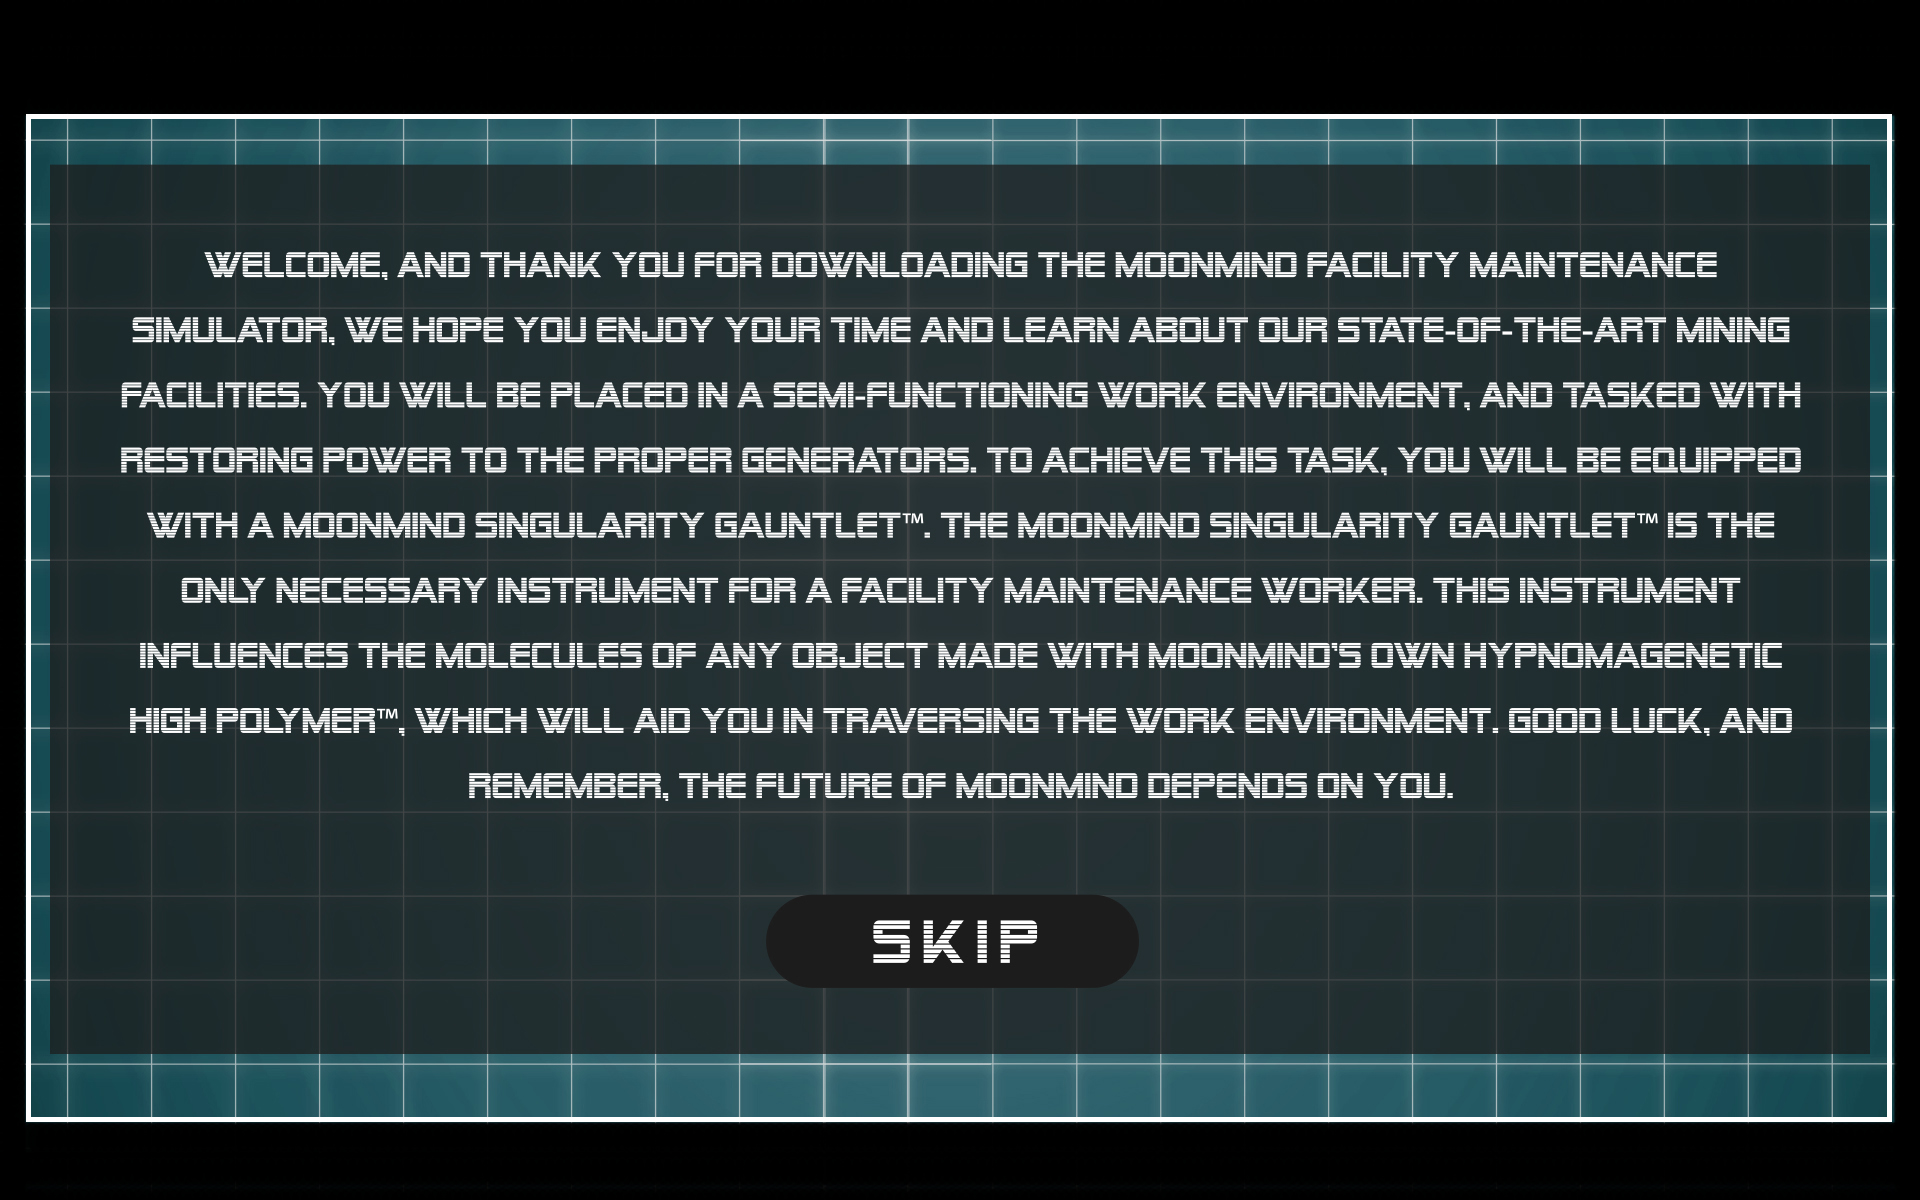 WELCOME, AND THANK YOU FOR DOWNLOADING THE MOONMIND FACILITY MAINTENANCE
SIMULATOR, WE HOPE YOU ENJOY YOUR TIME AND LEARN ABOUT OUR STATE-OF-THE-ART MINING
FACILITIES. YOU WILL BE PLACED IN A SEMI-FUNCTIONING WORK ENVIRONMENT, AND TASKED WITH
RESTORING POWER TO THE PROPER GENERATORS. TO ACHIEVE THIS TASK, YOU WILL BE EQUIPPED
WITH A MOONMIND SINGULARITY GAUNTLET™. THE MOONMIND SINGULARITY GAUNTLET™ IS THE
ONLY NECESSARY INSTRUMENT FOR A FACILITY MAINTENANCE WORKER. THIS INSTRUMENT
INFLUENCES THE MOLECULES OF ANY OBJECT MADE WITH MOONMIND'S OWN HYPNOMAGENETIC
HIGH POLYMER™, WHICH WILL AID YOU IN TRAVERSING THE WORK ENVIRONMENT. GOOD LUCK, AND
REMEMBER, THE FUTURE OF MOONMIND DEPENDS ON YOU.
SKIP